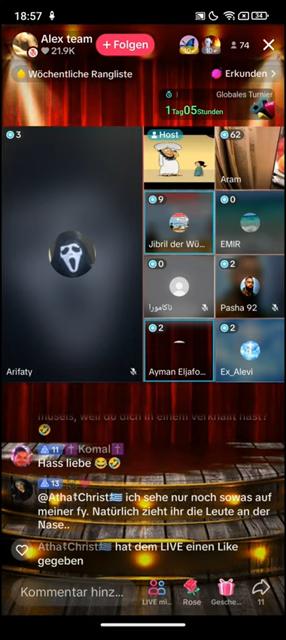 18:57
34
Alex team
21.9K
+ Folgen
74
Wöchentliche Rangliste
Erkunden >
Globales Turnier
1 Tag 05 Stunden
3
Host
62
Aram
9
Jibril der Wü...
0
EMIR
0
ناكامورا
2
Pasha 92
Arifaty
2
Ayman Eljafo...
2
Ex_Alevi
musels, weil du dich in einem verknallt hast?
11 ✝️Komal✝️
Hass liebe 😂🤣
13
@Atha☦Christ🇬🇷 ich sehe nur noch sowas auf
meiner fy. Natürlich zieht ihr die Leute an der
Nase..
Atha☦Christ🇬🇷 hat dem LIVE einen Like
gegeben
Kommentar hinz...
LIVE mi...
Rose
Gesche...
11